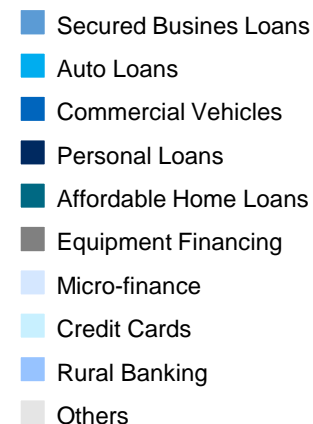 Secured Busines Loans
Auto Loans
Commercial Vehicles
Personal Loans
Affordable Home Loans
Equipment Financing
Micro-finance
Credit Cards
Rural Banking
Others